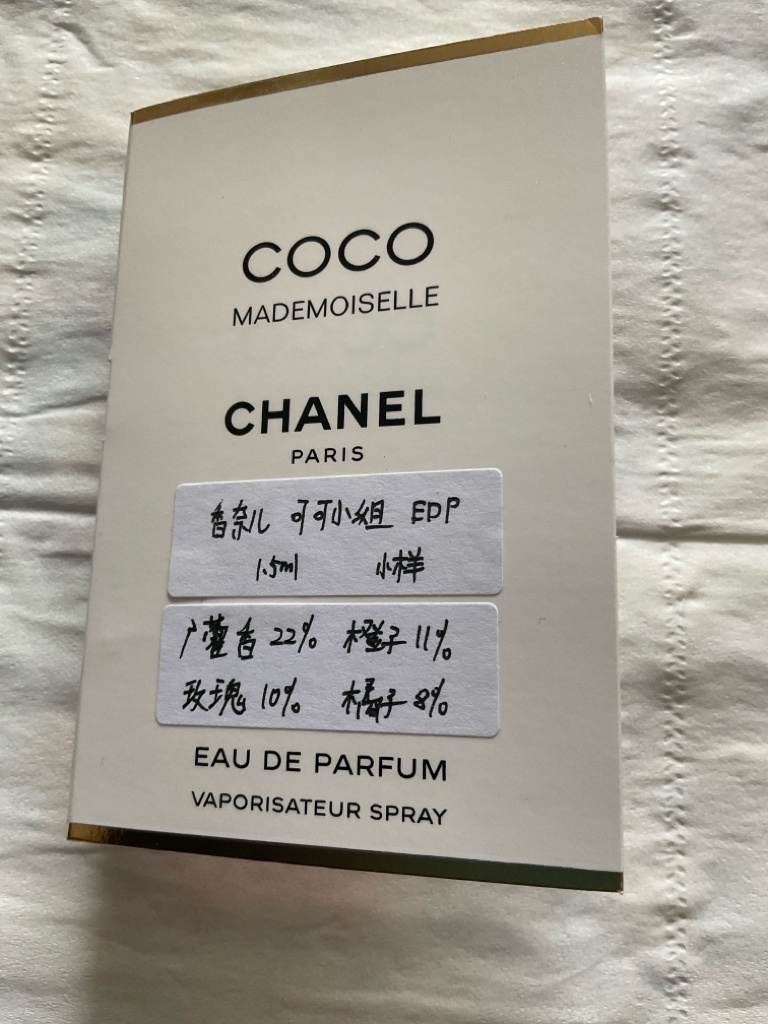 COCO
MADEMOISELLE
CHANEL
PARIS
香奈儿 可可小姐 EDP
1.5ml 小样
广藿香 22% 橙子 11%
玫瑰 10% 橘子 8%
EAU DE PARFUM
VAPORISATEUR SPRAY